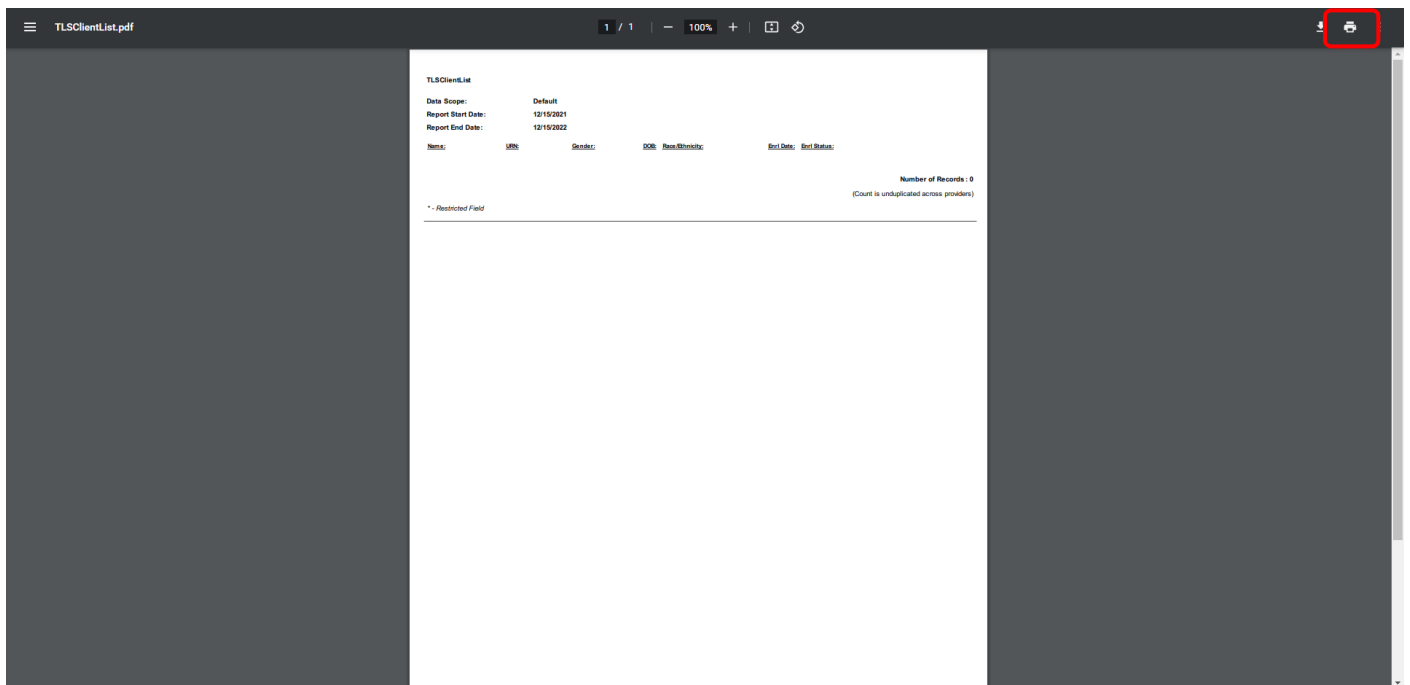 TLSClientList.pdf 1 / 1 100%
TLSClientList
Data Scope: Default
Report Start Date: 12/15/2021
Report End Date: 12/15/2022
Name: URN: Gender: DOB: Race/Ethnicity: Enrl Date: Enrl Status:
Number of Records : 0
(Count is unduplicated across providers)
* - Restricted Field